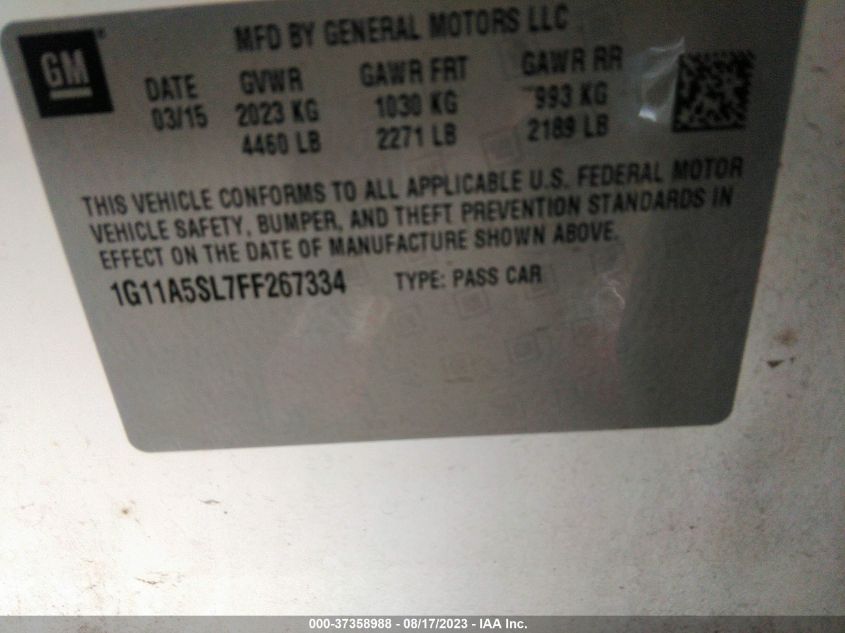 MFD BY GENERAL MOTORS LLC
GM
DATE GVWR GAWR FRT GAWR RR
03/15 2023 KG 1030 KG 993 KG
4460 LB 2271 LB 2189 LB
THIS VEHICLE CONFORMS TO ALL APPLICABLE U.S. FEDERAL MOTOR
VEHICLE SAFETY, BUMPER, AND THEFT PREVENTION STANDARDS IN
EFFECT ON THE DATE OF MANUFACTURE SHOWN ABOVE.
1G11A5SL7FF267334 TYPE: PASS CAR
000-37358988 - 08/17/2023 - IAA Inc.